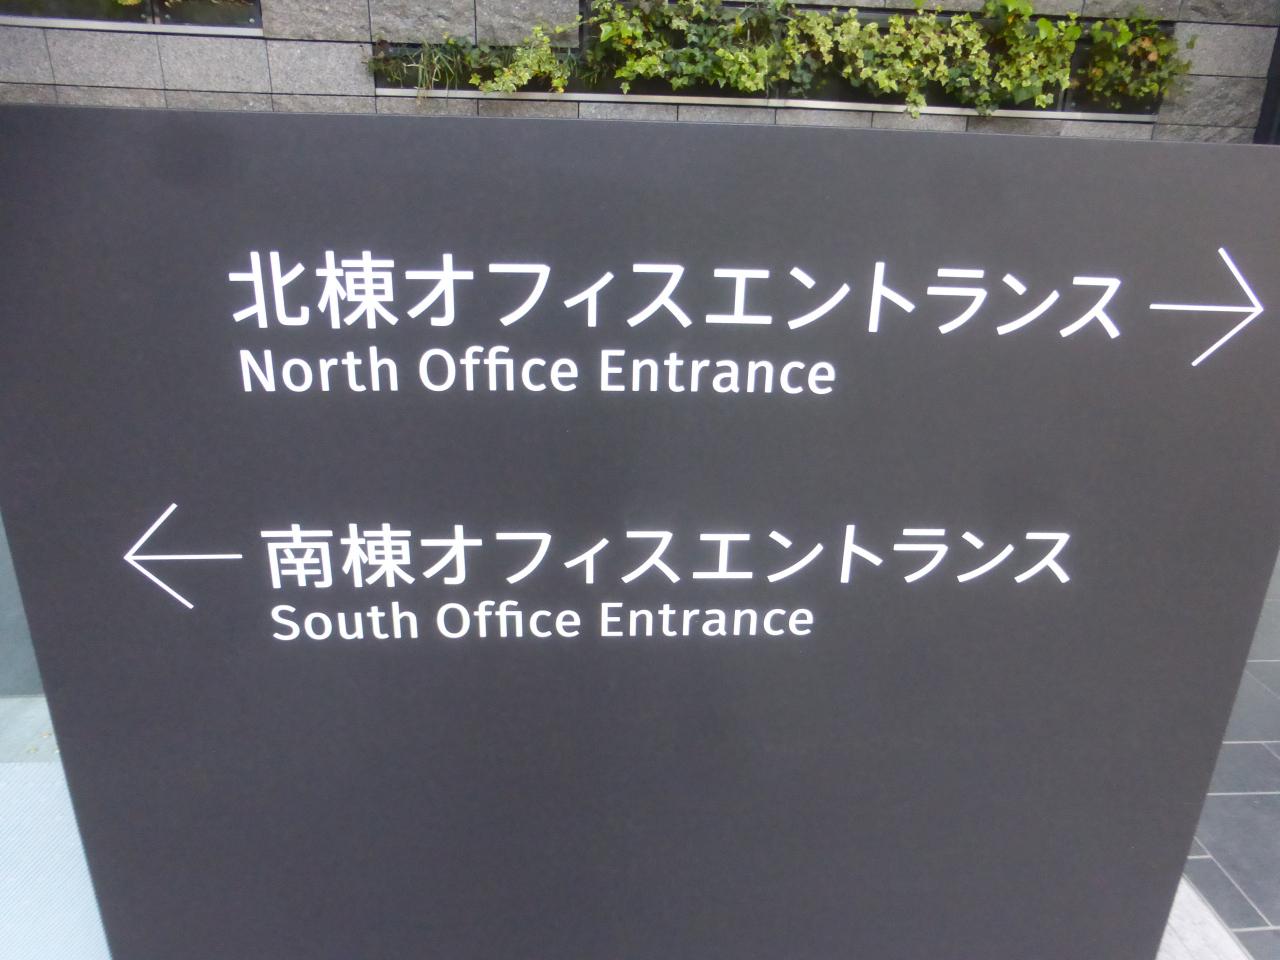 北棟オフィスエントランス →
North Office Entrance
← 南棟オフィスエントランス
South Office Entrance